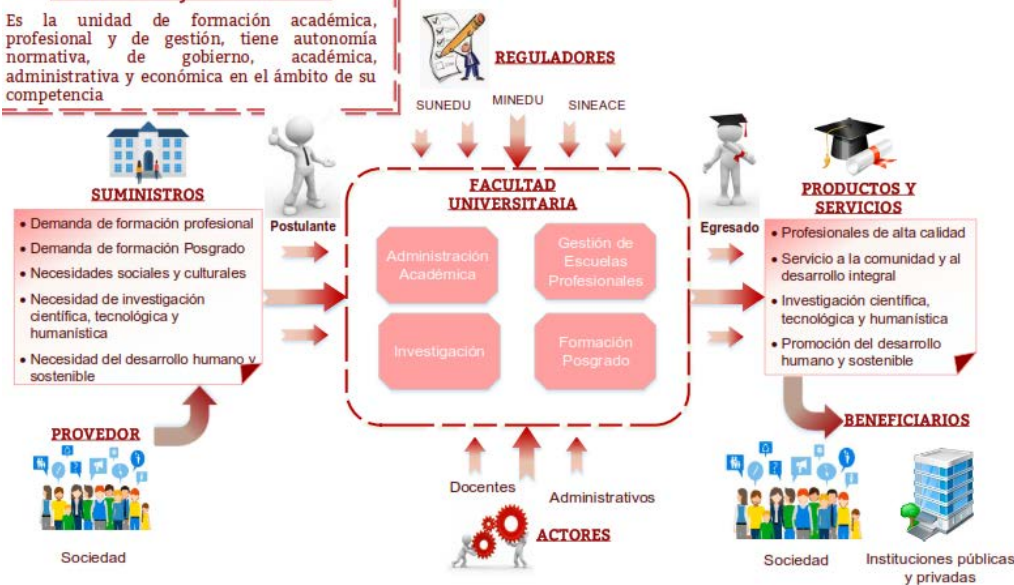 Es la unidad de formación académica,
profesional y de gestión, tiene autonomía
normativa, de gobierno, académica,
administrativa y económica en el ámbito de su
competencia
REGULADORES
SUNEDU MINEDU SINEACE
SUMINISTROS
• Demanda de formación profesional
• Demanda de formación Posgrado
• Necesidades sociales y culturales
• Necesidad de investigación
científica, tecnológica y
humanística
• Necesidad del desarrollo humano y
sostenible
Postulante
FACULTAD
UNIVERSITARIA
Administración
Académica
Gestión de
Escuelas
Profesionales
Investigación
Formación
Posgrado
Egresado
PRODUCTOS Y
SERVICIOS
• Profesionales de alta calidad
• Servicio a la comunidad y al
desarrollo integral
• Investigación científica,
tecnológica y humanística
• Promoción del desarrollo
humano y sostenible
PROVEDOR
Sociedad
Docentes
Administrativos
ACTORES
BENEFICIARIOS
Sociedad
Instituciones públicas
y privadas